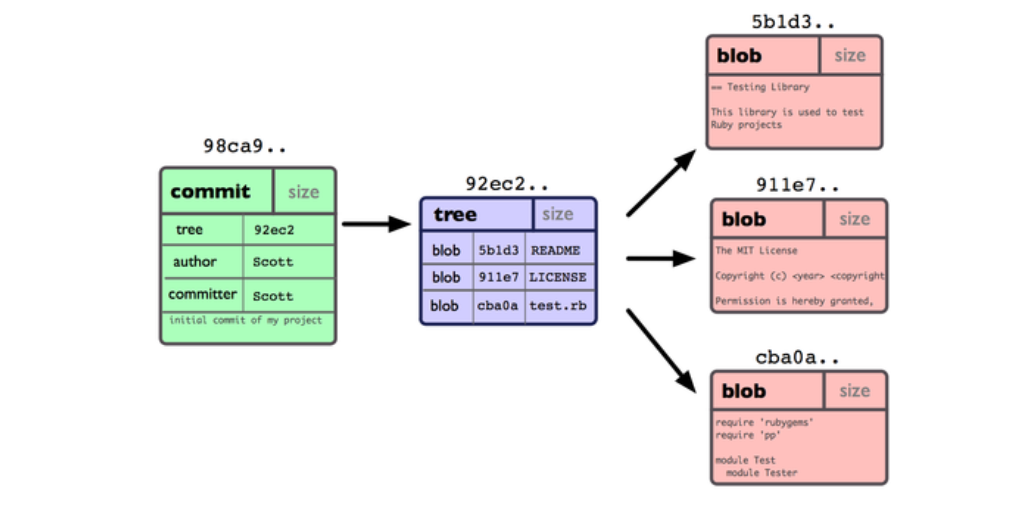 98ca9..
commit size
tree 92ec2
author Scott
committer Scott
initial commit of my project
92ec2..
tree size
blob 5b1d3 README
blob 911e7 LICENSE
blob cba0a test.rb
5b1d3..
blob size
== Testing Library
This library is used to test
Ruby projects
911e7..
blob size
The MIT License
Copyright (c) <year> <copyright
Permission is hereby granted,
cba0a..
blob size
require 'rubygems'
require 'pp'
module Test
module Tester